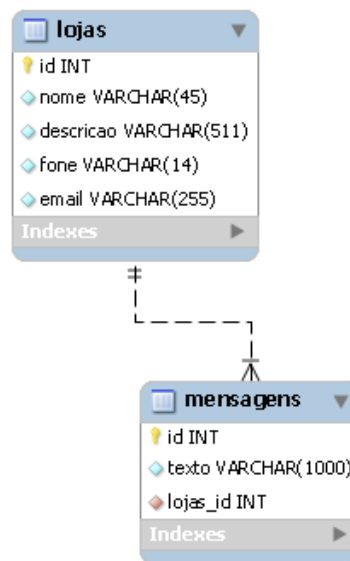 lojas
id INT
nome VARCHAR(45)
descricao VARCHAR(511)
fone VARCHAR(14)
email VARCHAR(255)
Indexes
mensagens
id INT
texto VARCHAR(1000)
lojas_id INT
Indexes